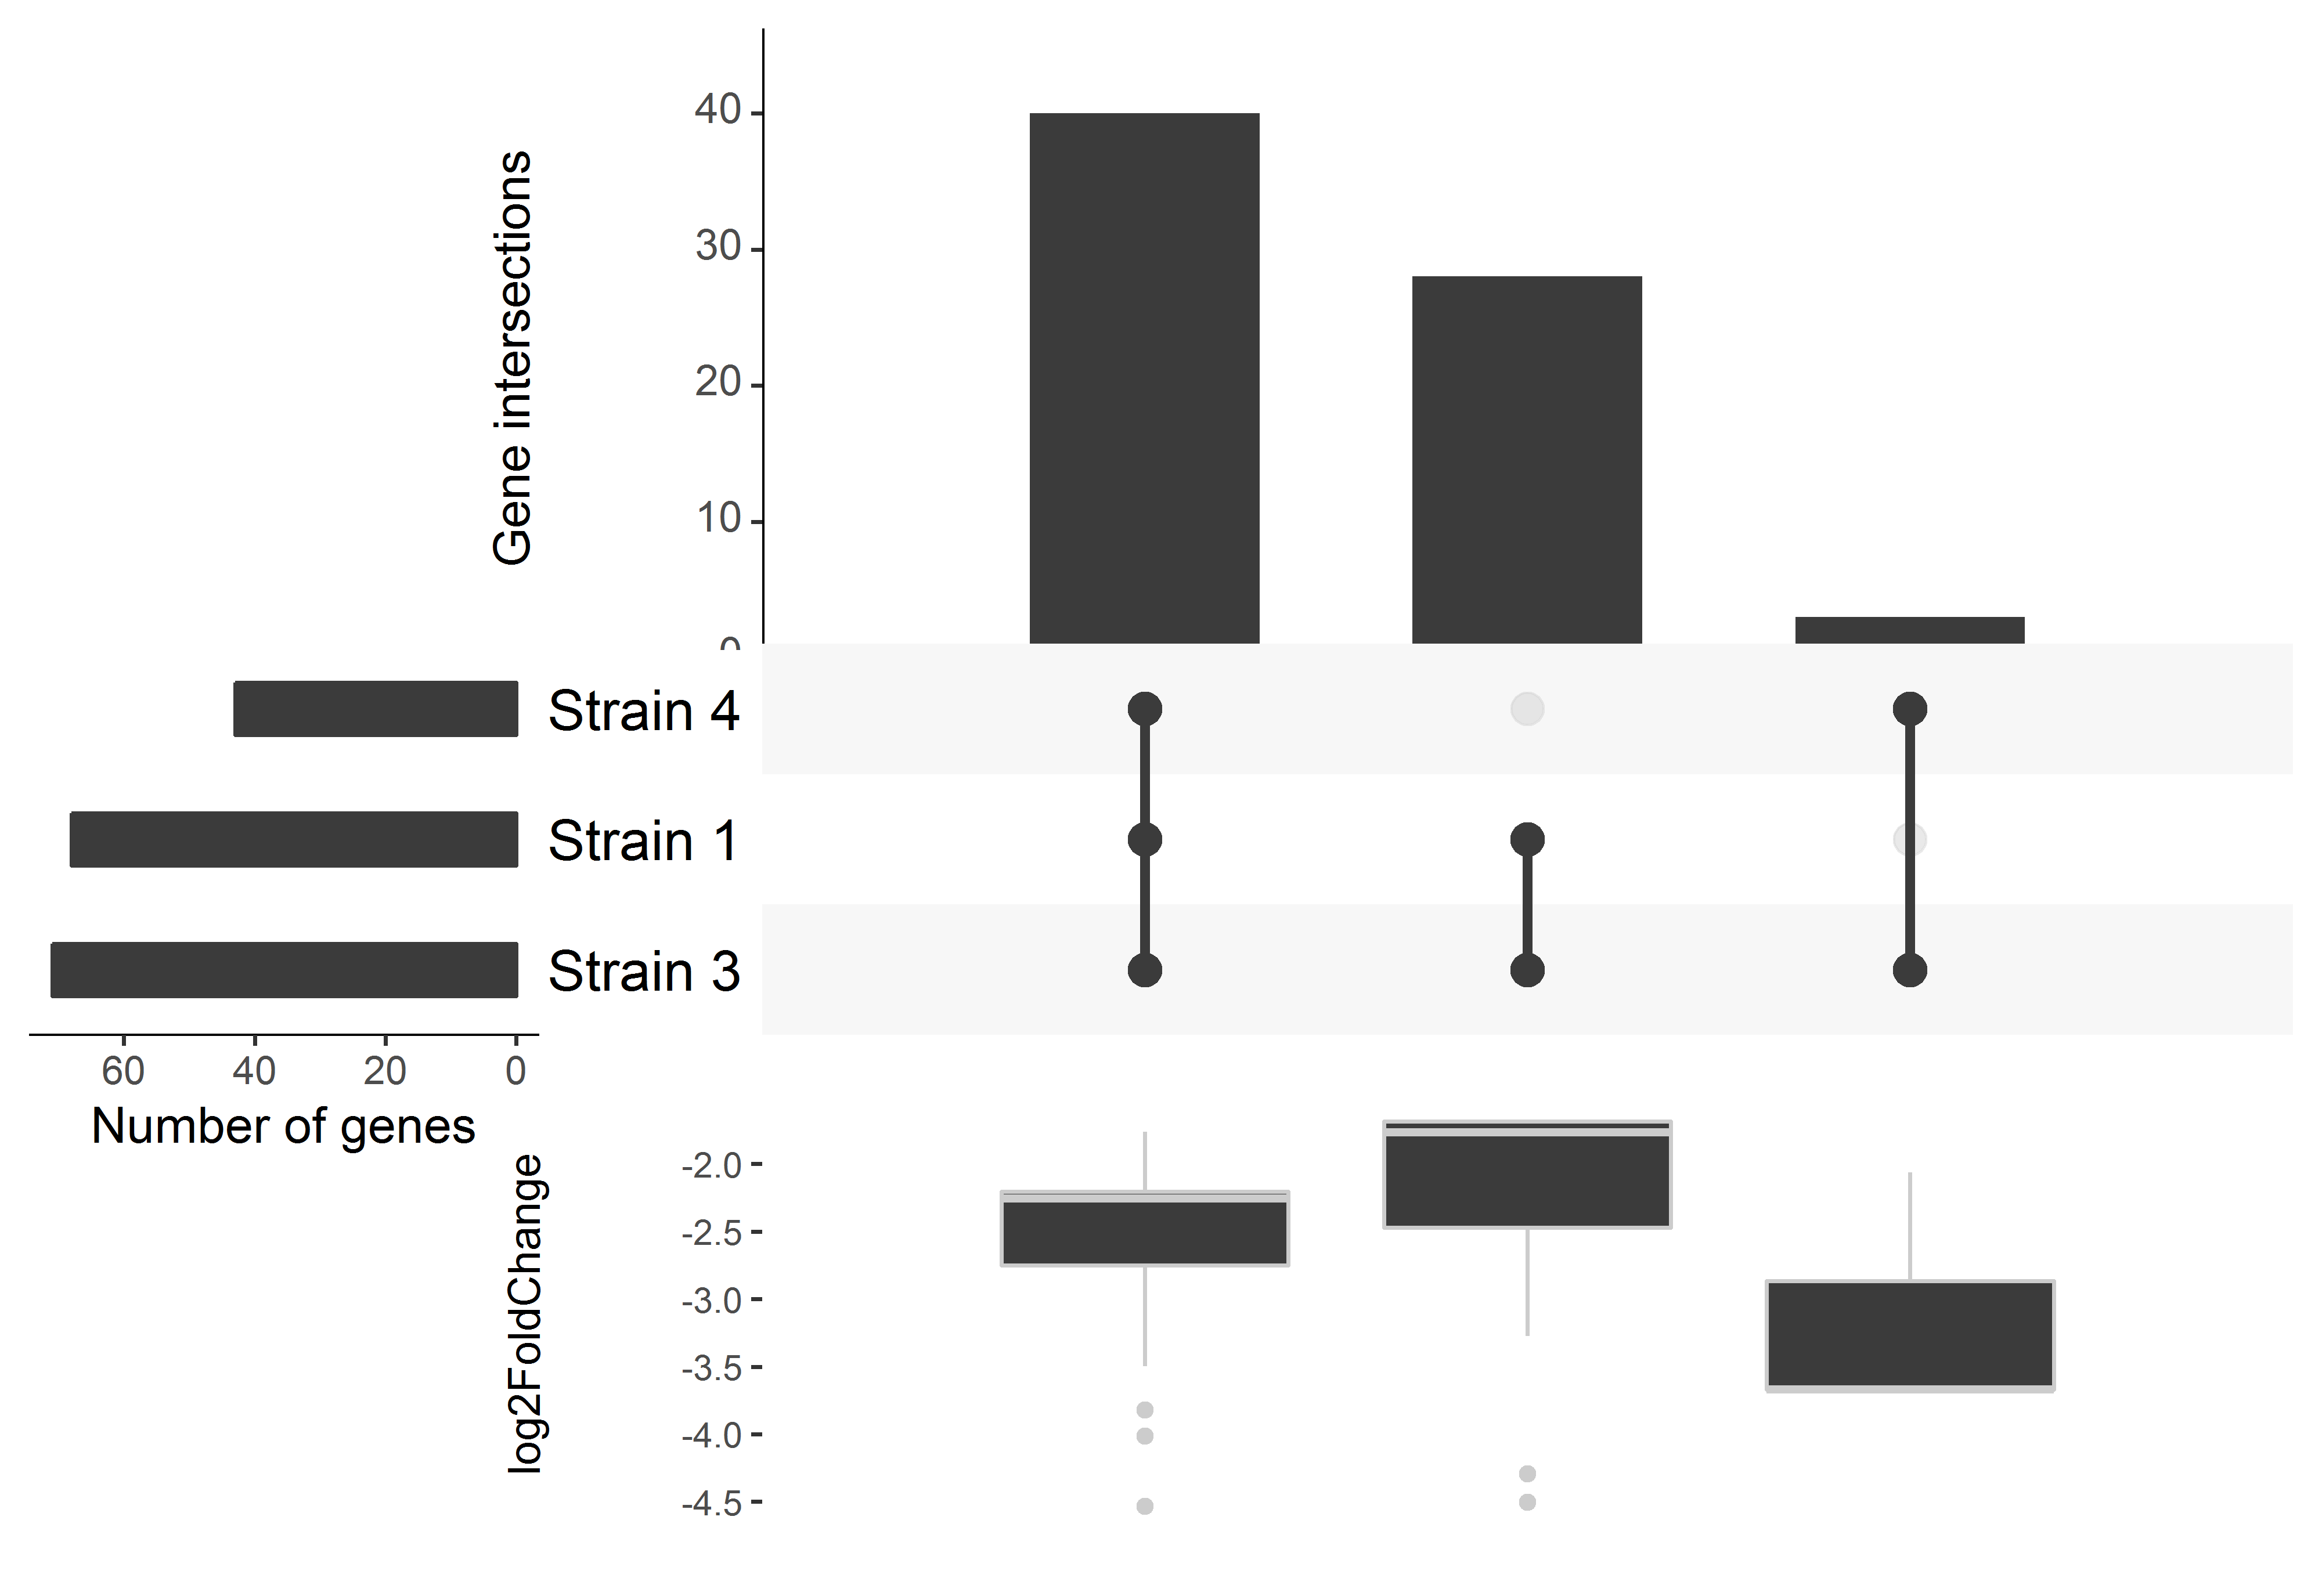 Gene intersections
40
30
20
10
0
Strain 4
Strain 1
Strain 3
60 40 20 0
Number of genes
log2FoldChange
-2.0
-2.5
-3.0
-3.5
-4.0
-4.5